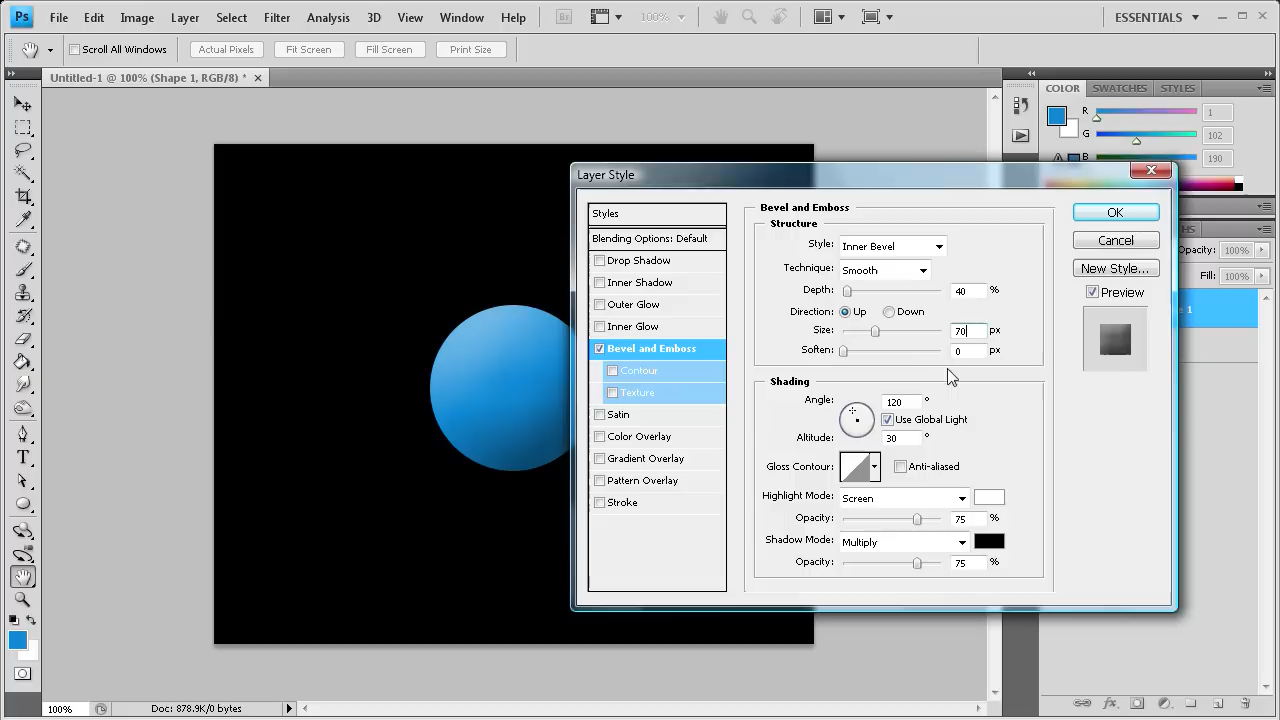 Ps File Edit Image Layer Select Filter Analysis 3D View Window Help Br 100% ESSENTIALS
Scroll All Windows Actual Pixels Fit Screen Fill Screen Print Size
Untitled-1 @ 100% (Shape 1, RGB/8) *
COLOR SWATCHES STYLES
R 1
G 102
B 190
Layer Style
Styles
Blending Options: Default
Drop Shadow
Inner Shadow
Outer Glow
Inner Glow
Bevel and Emboss
Contour
Texture
Satin
Color Overlay
Gradient Overlay
Pattern Overlay
Stroke
Bevel and Emboss
Structure
Style: Inner Bevel
Technique: Smooth
Depth: 40 %
Direction: Up Down
Size: 70 px
Soften: 0 px
Shading
Angle: 120 °
Use Global Light
Altitude: 30 °
Gloss Contour: Anti-aliased
Highlight Mode: Screen
Opacity: 75 %
Shadow Mode: Multiply
Opacity: 75 %
OK
Cancel
New Style...
Preview
HS
Opacity: 100%
Fill: 100%
1
100% Doc: 878.9K/0 bytes
fx